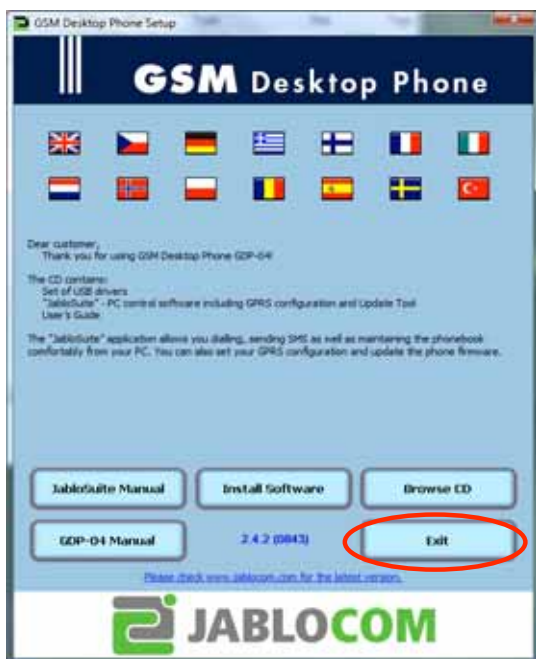 GSM Desktop Phone Setup
GSM Desktop Phone
Dear customer,
Thank you for using GSM Desktop Phone GDP-04!
The CD contains:
Set of USB drivers
"JabloSuite" - PC control software including GPRS configuration and Update Tool
User's Guide
The "JabloSuite" application allows you dialling, sending SMS as well as maintaining the phonebook
comfortably from your PC. You can also set your GPRS configuration and update the phone firmware.
JabloSuite Manual Install Software Browse CD
GDP-04 Manual 2.4.2 (0843) Exit
Please check www.jablocom.com for the latest version.
JABLOCOM